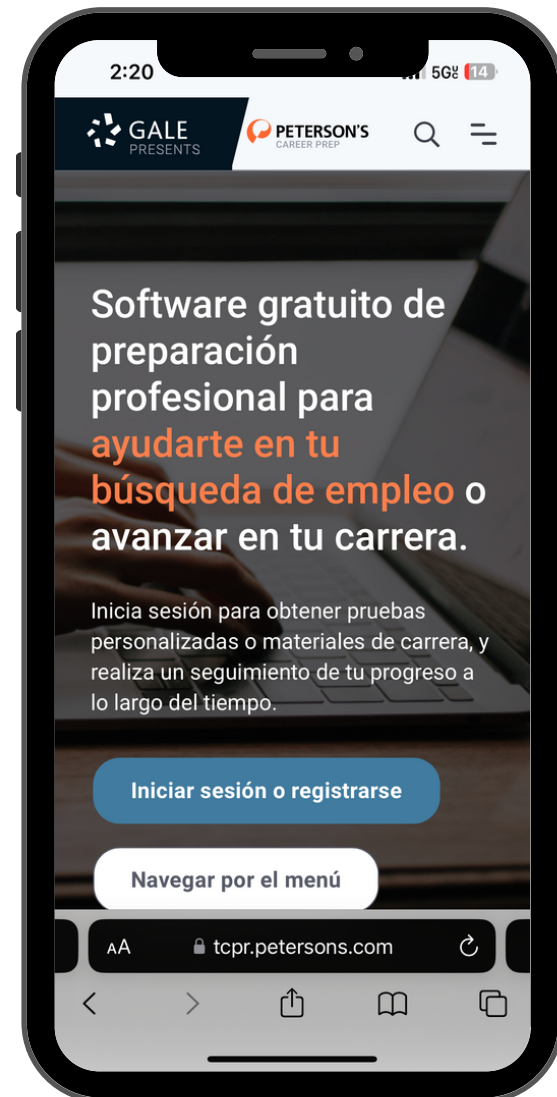 2:20
5G
14
GALE
PRESENTS
PETERSON'S
CAREER PREP
Software gratuito de
preparación
profesional para
ayudarte en tu
búsqueda de empleo o
avanzar en tu carrera.
Inicia sesión para obtener pruebas
personalizadas o materiales de carrera, y
realiza un seguimiento de tu progreso a
lo largo del tiempo.
Iniciar sesión o registrarse
Navegar por el menú
AA
tcpr.petersons.com